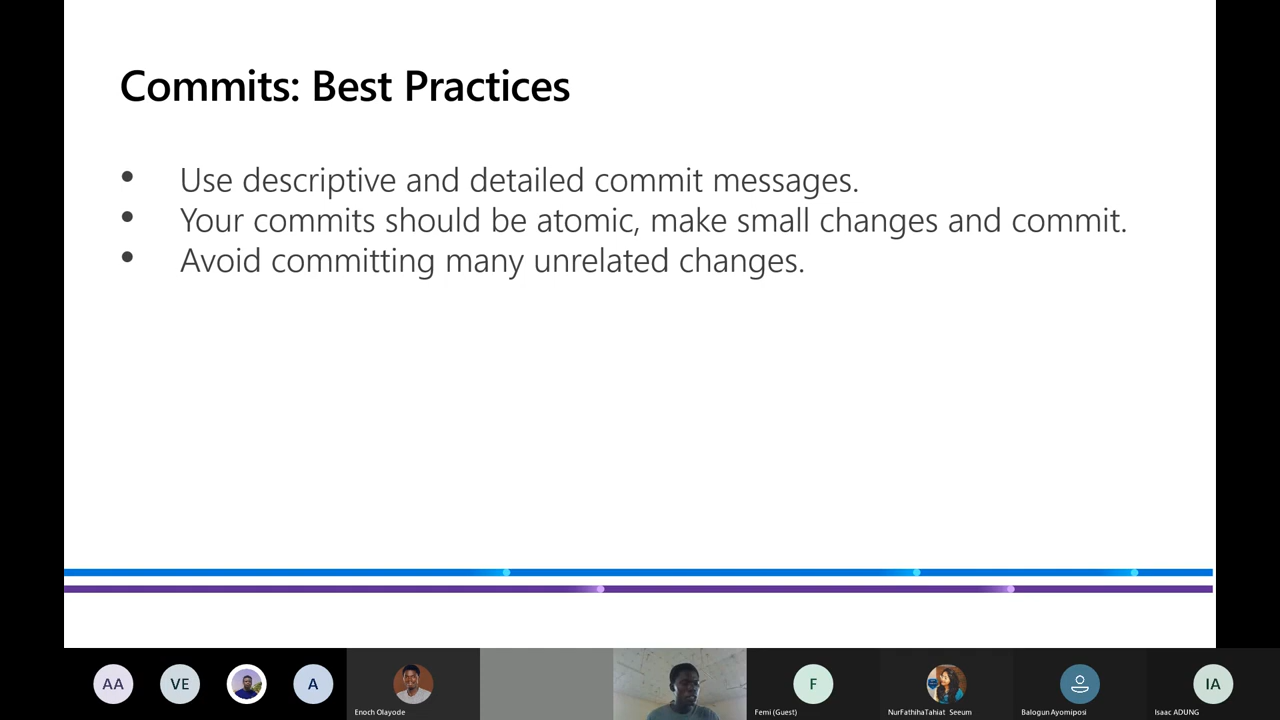 Commits: Best Practices
• Use descriptive and detailed commit messages.
• Your commits should be atomic, make small changes and commit.
• Avoid committing many unrelated changes.
AA
VE
A
Enoch Olayode
F
Femi (Guest)
NurFathihaTahiat Seeum
Balogun Ayomiposi
IA
Isaac ADUNG